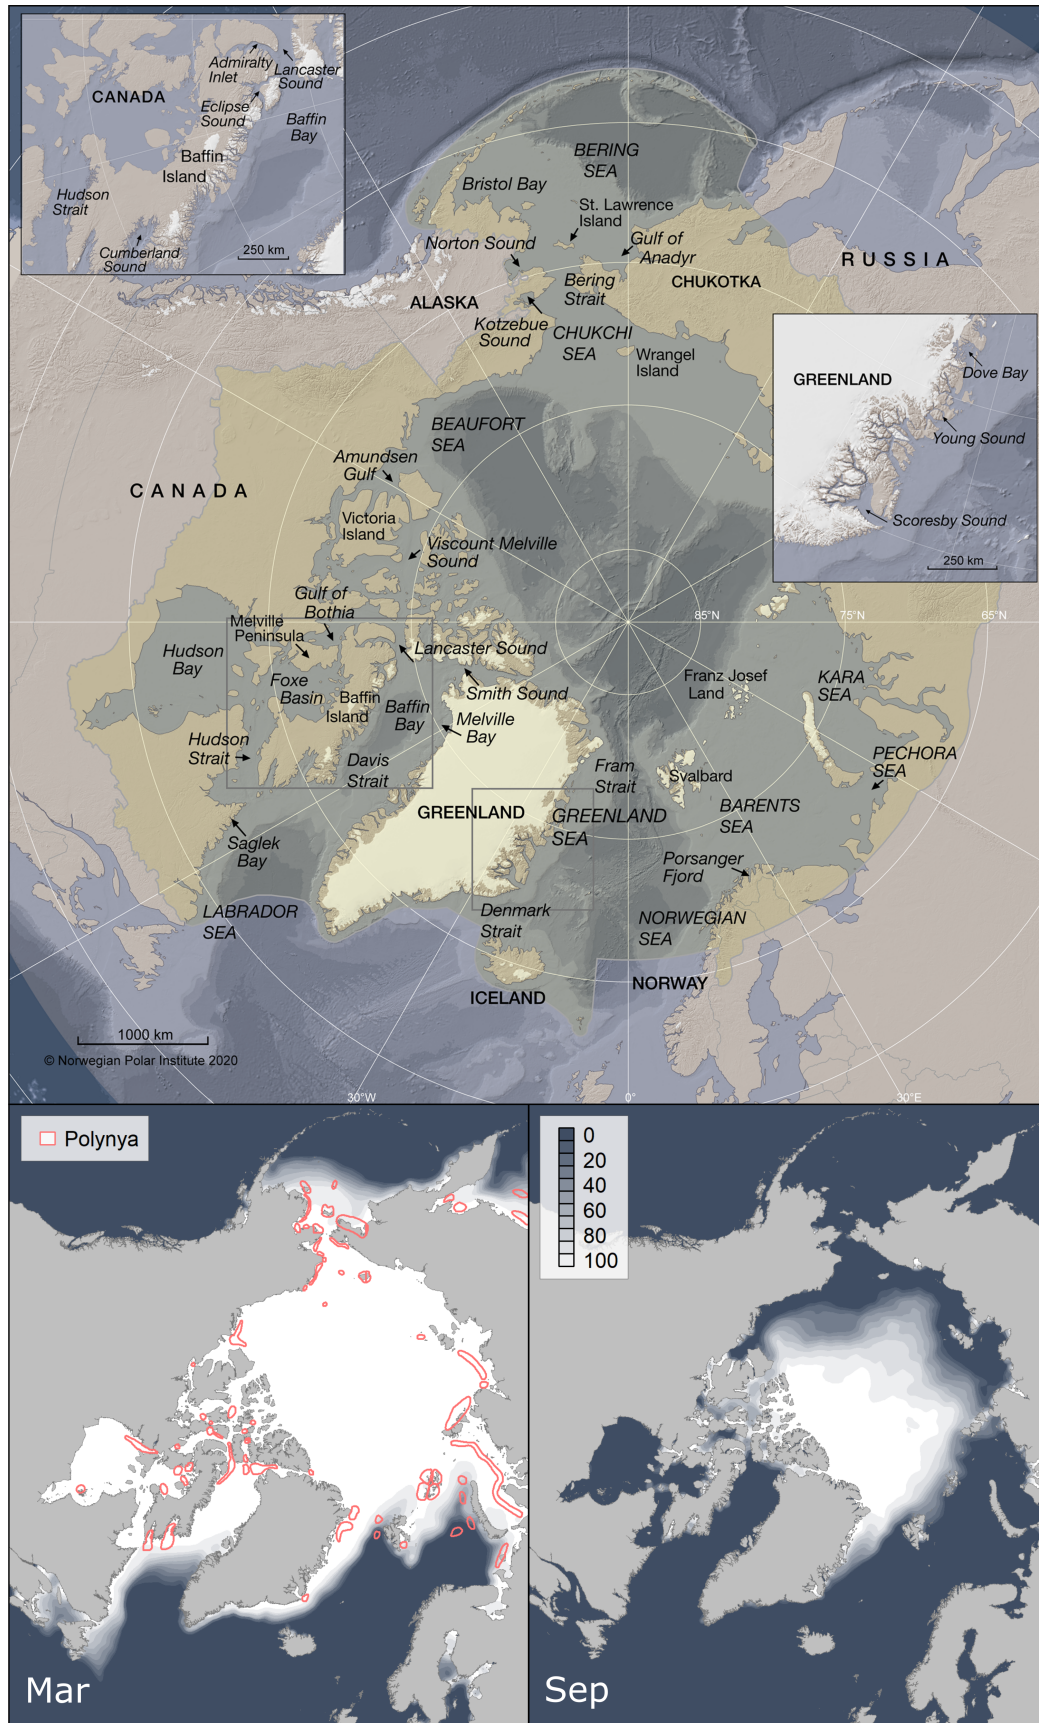 Admiralty
Inlet
Lancaster
Sound
CANADA
Eclipse
Sound
Baffin
Bay
Baffin
Island
Hudson
Strait
Cumberland
Sound
250 km
BERING
SEA
Bristol Bay
St. Lawrence
Island
Norton Sound
Gulf of
Anadyr
RUSSIA
Bering
Strait
CHUKOTKA
ALASKA
Kotzebue
Sound
CHUKCHI
SEA
Wrangel
Island
GREENLAND
Dove Bay
Young Sound
Scoresby Sound
250 km
BEAUFORT
SEA
Amundsen
Gulf
CANADA
Victoria
Island
Viscount Melville
Sound
Gulf of
Bothia
Melville
Peninsula
85°N
75°N
65°N
Hudson
Bay
Lancaster Sound
Foxe
Basin
Smith Sound
Franz Josef
Land
KARA
SEA
Baffin
Island
Baffin
Bay
Melville
Bay
Hudson
Strait
Davis
Strait
Fram
Strait
Svalbard
PECHORA
SEA
GREENLAND
GREENLAND
SEA
BARENTS
SEA
Saglek
Bay
Porsanger
Fjord
LABRADOR
SEA
Denmark
Strait
NORWEGIAN
SEA
ICELAND
NORWAY
1000 km
© Norwegian Polar Institute 2020
30°W
0°
30°E
Polynya
0
20
40
60
80
100
Mar
Sep